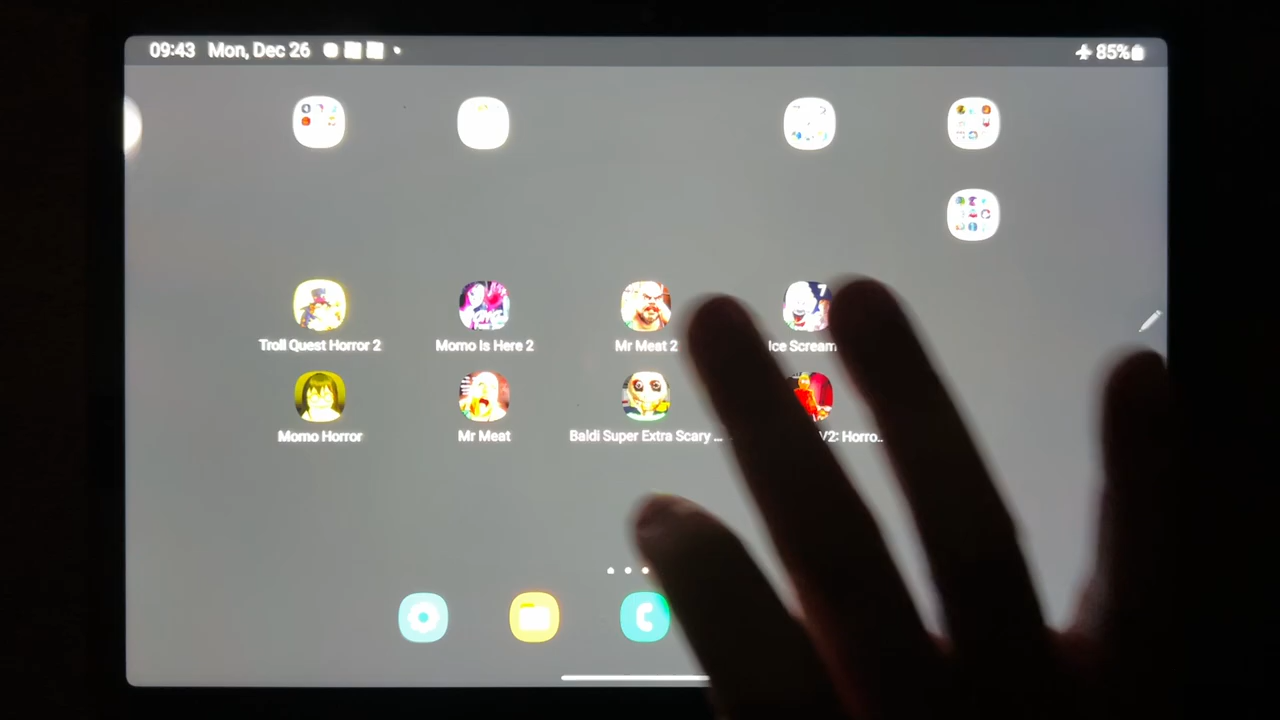 09:43 Mon, Dec 26
85%
Troll Quest Horror 2
Momo Is Here 2
Mr Meat 2
Ice Scream
7
Momo Horror
Mr Meat
Baldi Super Extra Scary ...
V2: Horro..